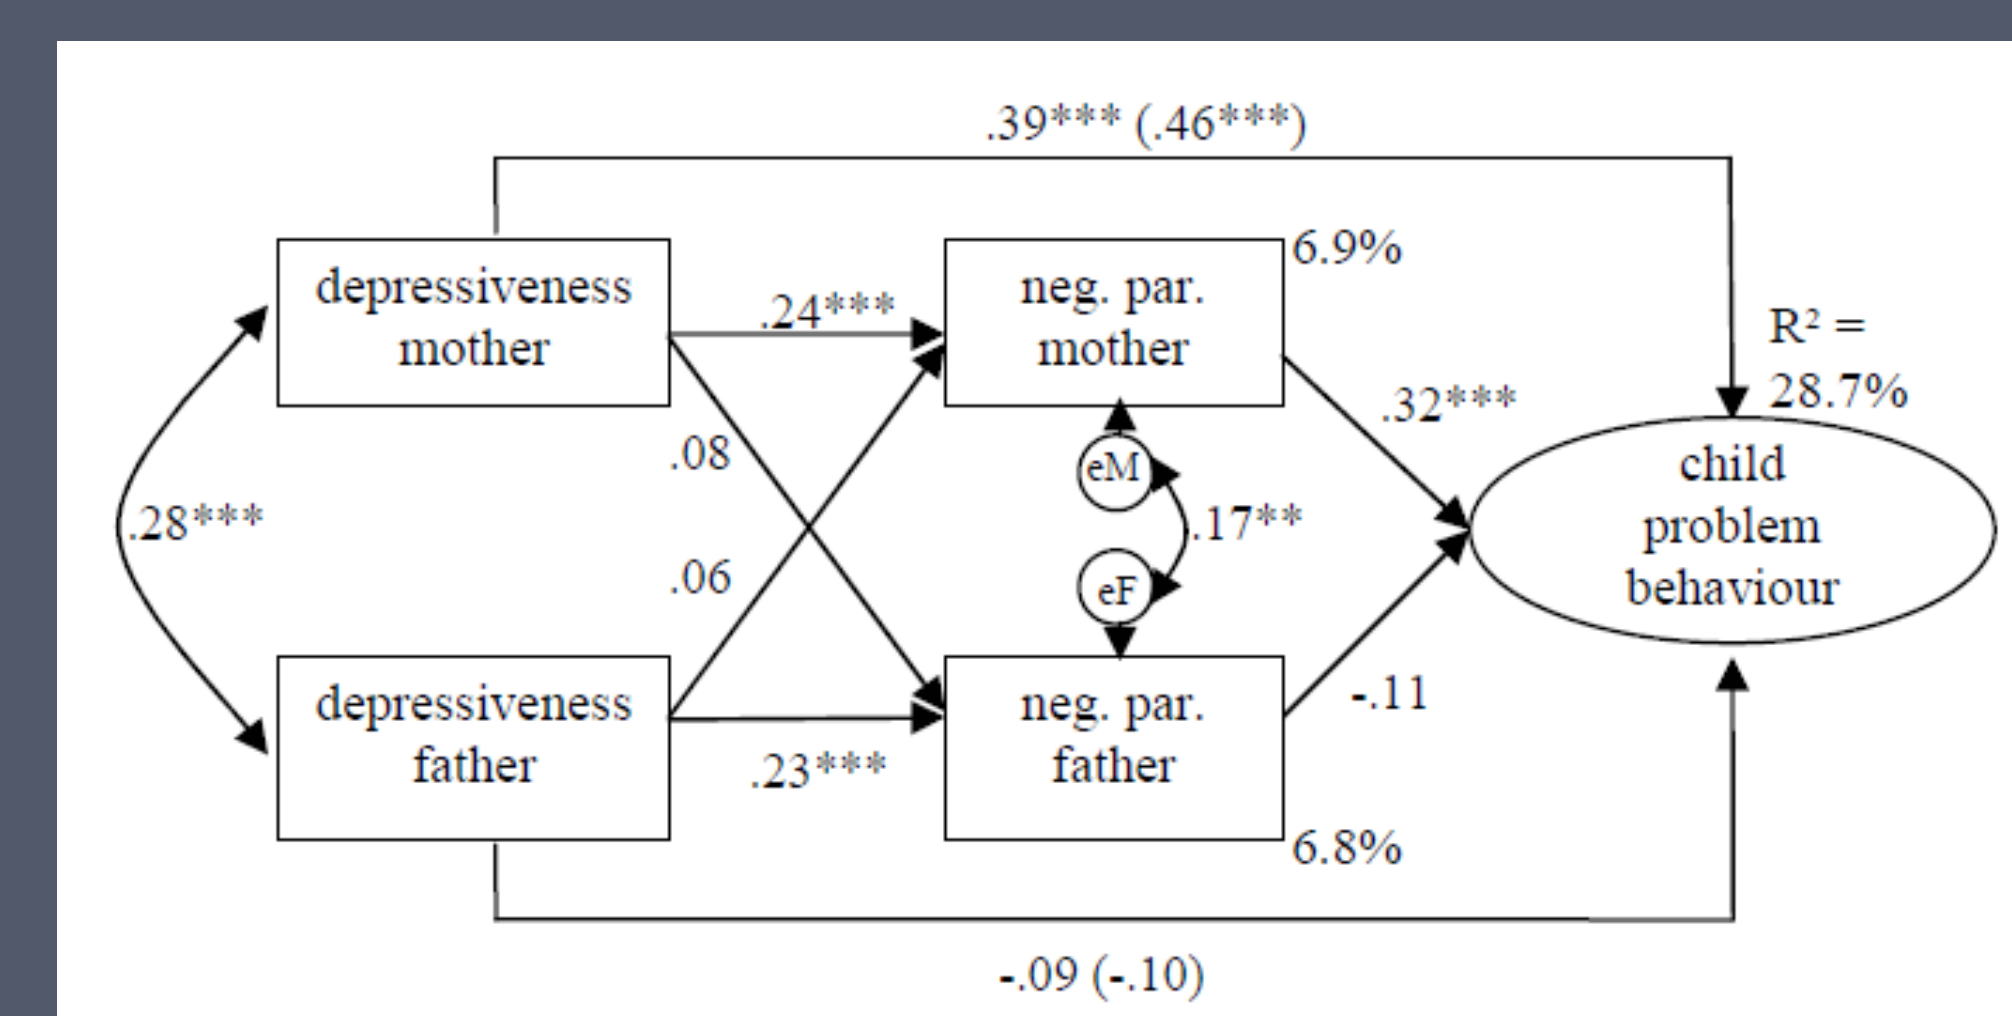 .39*** (.46***)
depressiveness
mother
.24***
neg. par.
mother
6.9%
R² =
28.7%
.32***
.08
eM
.28***
.17**
child
problem
behaviour
.06
eF
depressiveness
father
.23***
neg. par.
father
-.11
6.8%
-.09 (-.10)